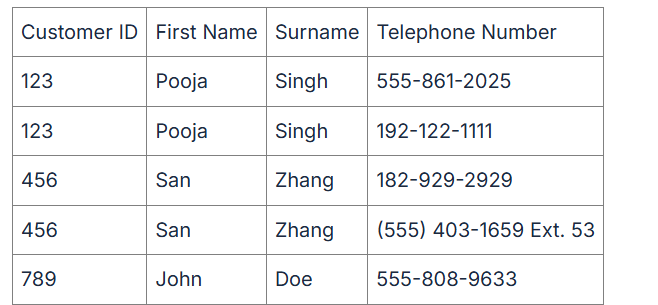 Customer ID First Name Surname Telephone Number
123 Pooja Singh 555-861-2025
123 Pooja Singh 192-122-1111
456 San Zhang 182-929-2929
456 San Zhang (555) 403-1659 Ext. 53
789 John Doe 555-808-9633